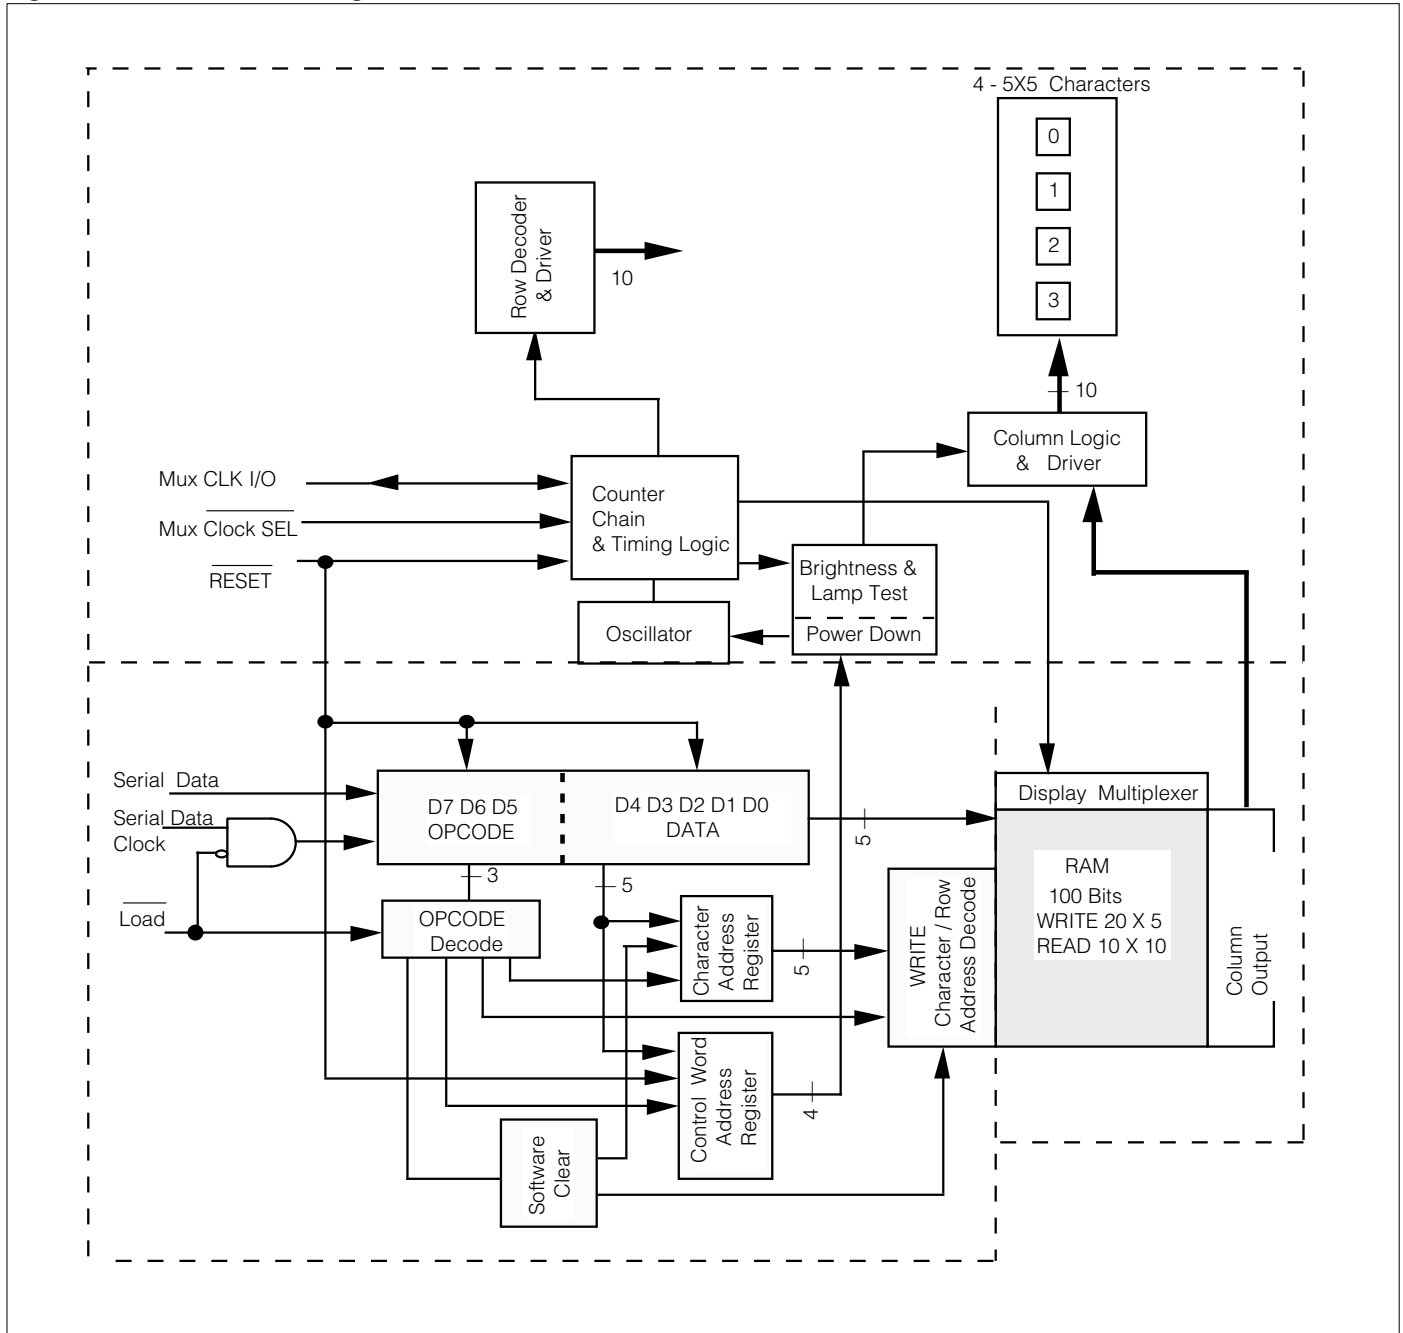 4 - 5X5 Characters
0
1
2
3
Row Decoder
& Driver
10
10
Column Logic
& Driver
Mux CLK I/O
Mux Clock SEL
RESET
Counter
Chain
& Timing Logic
Brightness &
Lamp Test
Power Down
Oscillator
Serial Data
Serial Data
Clock
Load
D7 D6 D5
OPCODE
D4 D3 D2 D1 D0
DATA
5
3
5
OPCODE
Decode
Character
Address
Register
5
Control Word
Address
Register
4
Software
Clear
WRITE
Character / Row
Address Decode
Display Multiplexer
RAM
100 Bits
WRITE 20 X 5
READ 10 X 10
Column
Output